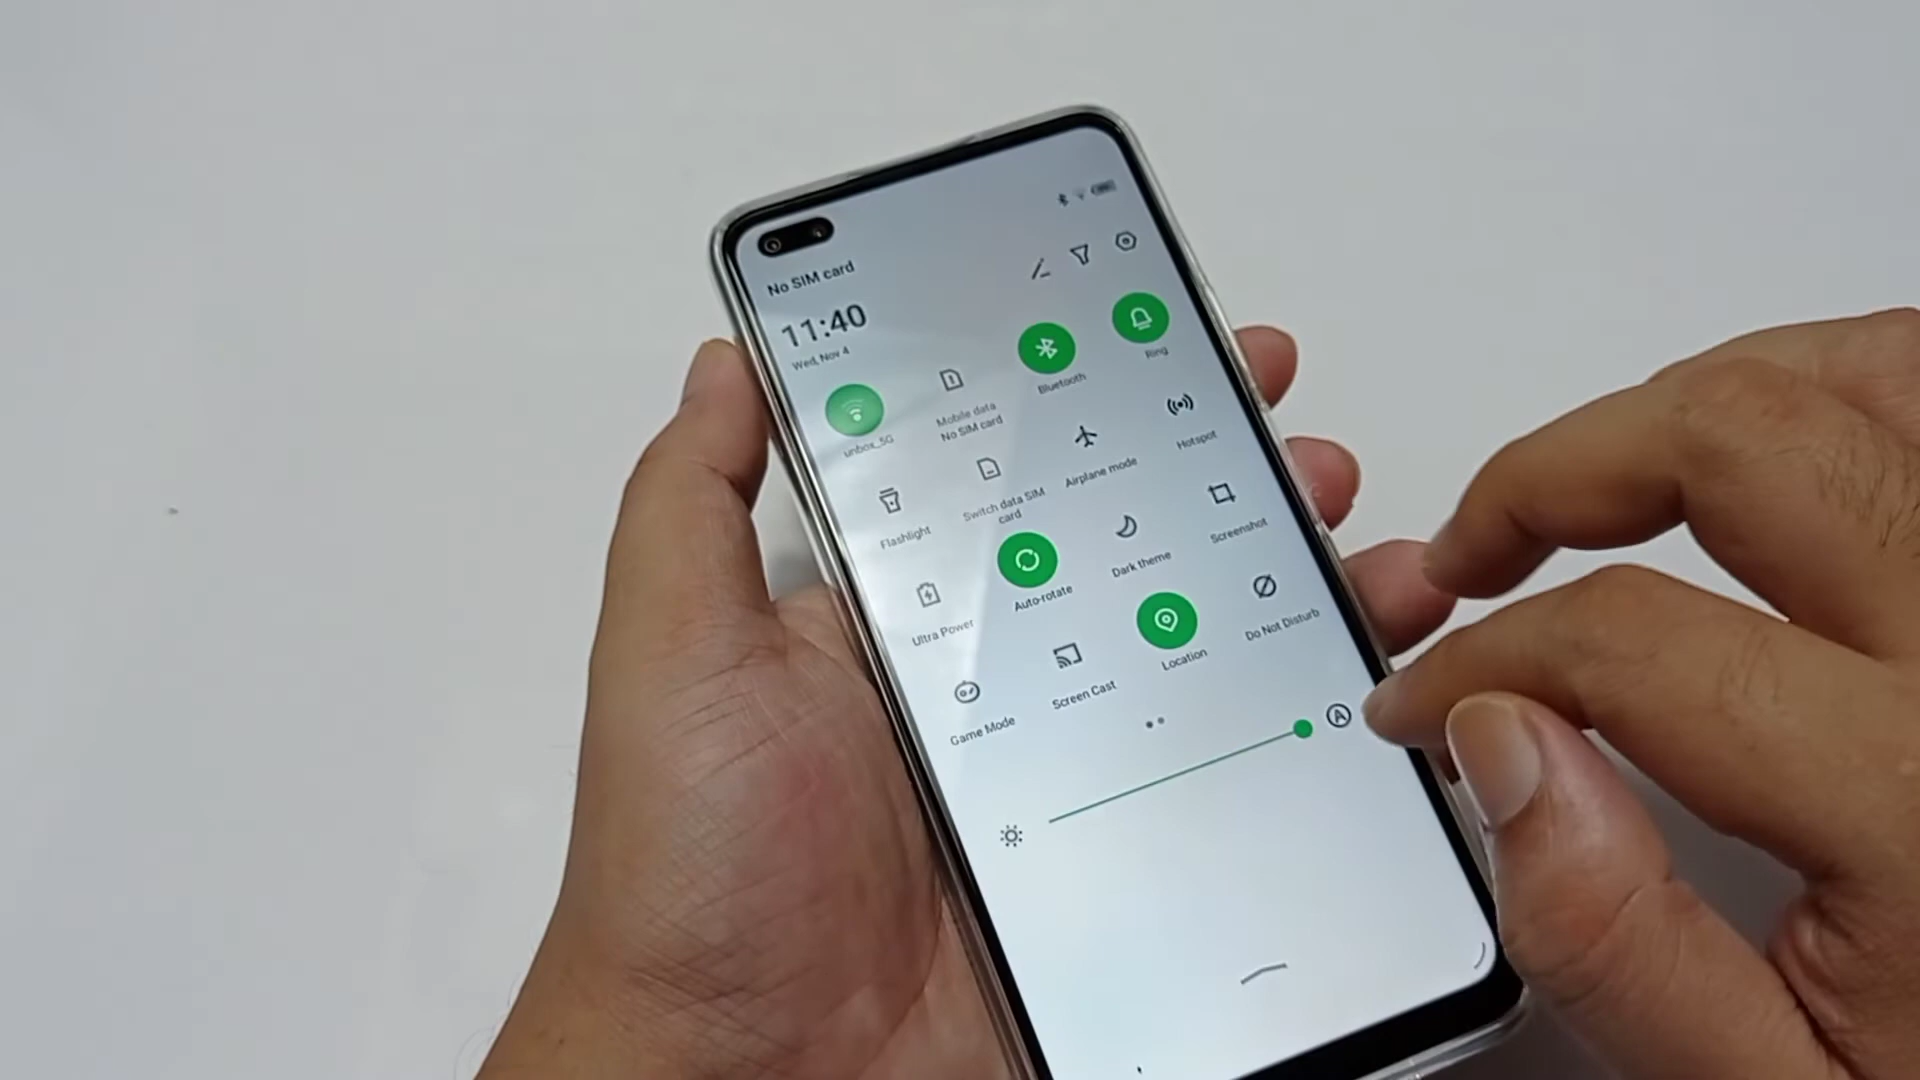 No SIM card
11:40
Wed, Nov 4
unbox_5G
Mobile data
No SIM card
Bluetooth
Ring
Flashlight
Switch data SIM
card
Airplane mode
Hotspot
Ultra Power
Auto-rotate
Dark theme
Screenshot
Game Mode
Screen Cast
Location
Do Not Disturb
A